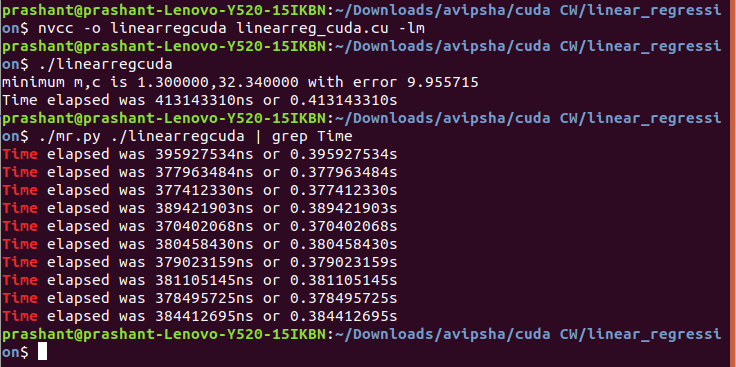 prashant@prashant-Lenovo-Y520-15IKBN:~/Downloads/avipsha/cuda CW/linear_regressi
on$ nvcc -o linearregcuda linearreg_cuda.cu -lm
prashant@prashant-Lenovo-Y520-15IKBN:~/Downloads/avipsha/cuda CW/linear_regressi
on$ ./linearregcuda
minimum m,c is 1.300000,32.340000 with error 9.955715
Time elapsed was 413143310ns or 0.413143310s
prashant@prashant-Lenovo-Y520-15IKBN:~/Downloads/avipsha/cuda CW/linear_regressi
on$ ./mr.py ./linearregcuda | grep Time
Time elapsed was 395927534ns or 0.395927534s
Time elapsed was 377963484ns or 0.377963484s
Time elapsed was 377412330ns or 0.377412330s
Time elapsed was 389421903ns or 0.389421903s
Time elapsed was 370402068ns or 0.370402068s
Time elapsed was 380458430ns or 0.380458430s
Time elapsed was 379023159ns or 0.379023159s
Time elapsed was 381105145ns or 0.381105145s
Time elapsed was 378495725ns or 0.378495725s
Time elapsed was 384412695ns or 0.384412695s
prashant@prashant-Lenovo-Y520-15IKBN:~/Downloads/avipsha/cuda CW/linear_regressi
on$